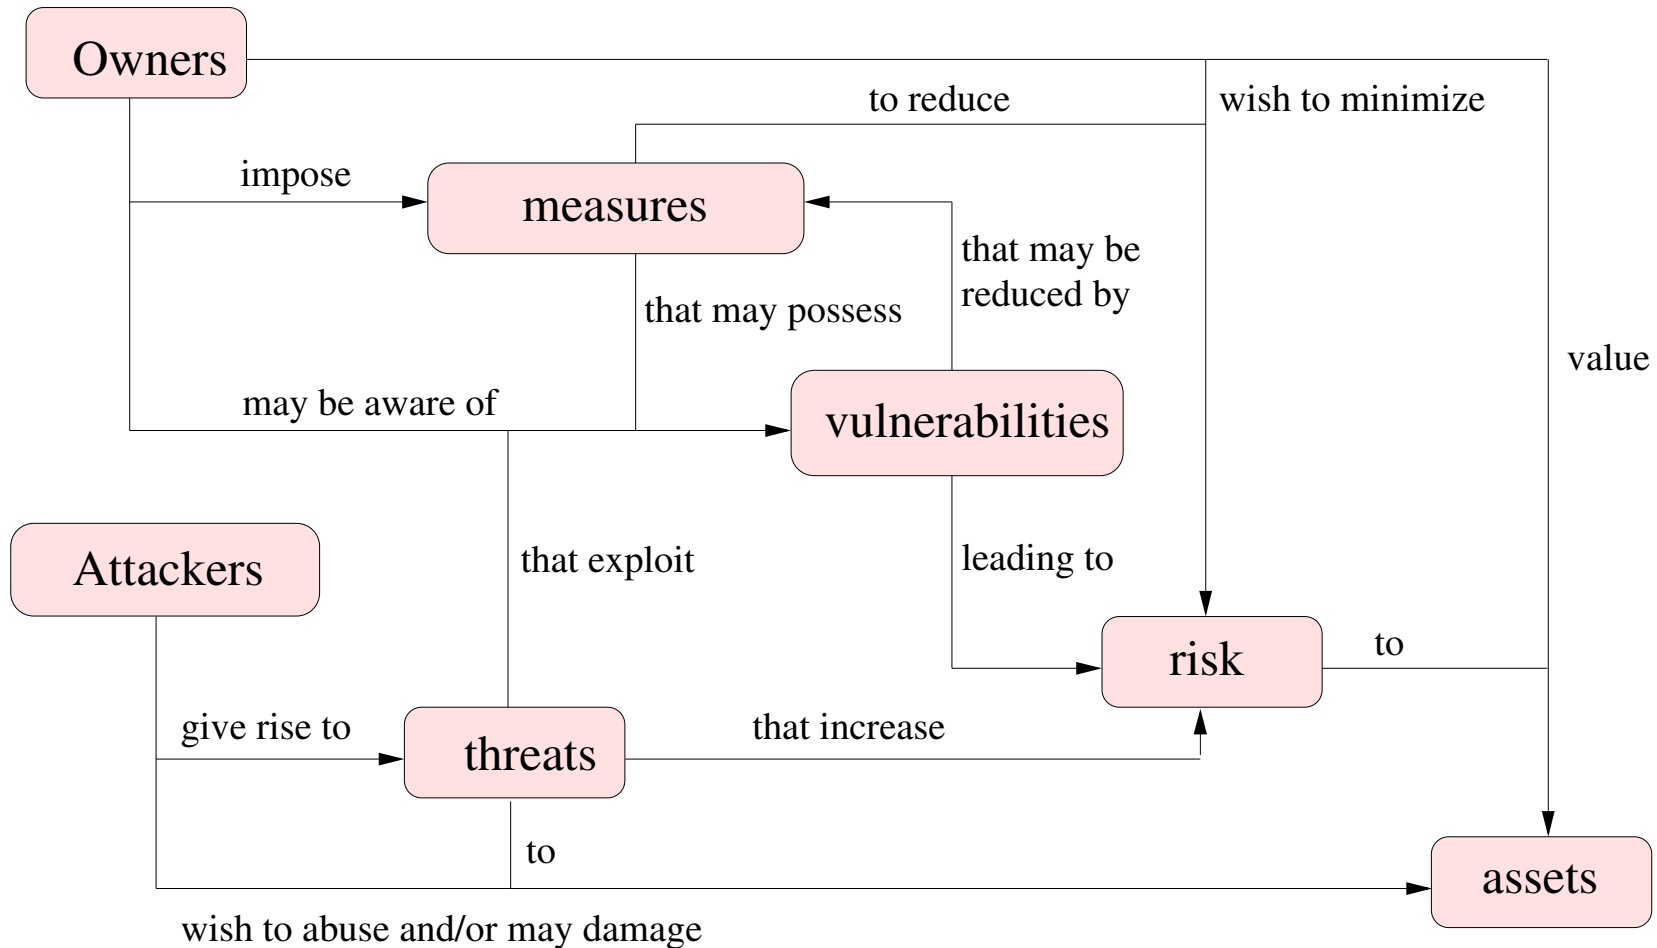 Owners
to reduce
wish to minimize
impose
measures
that may be
reduced by
that may possess
value
may be aware of
vulnerabilities
Attackers
that exploit
leading to
risk
to
give rise to
threats
that increase
to
assets
wish to abuse and/or may damage